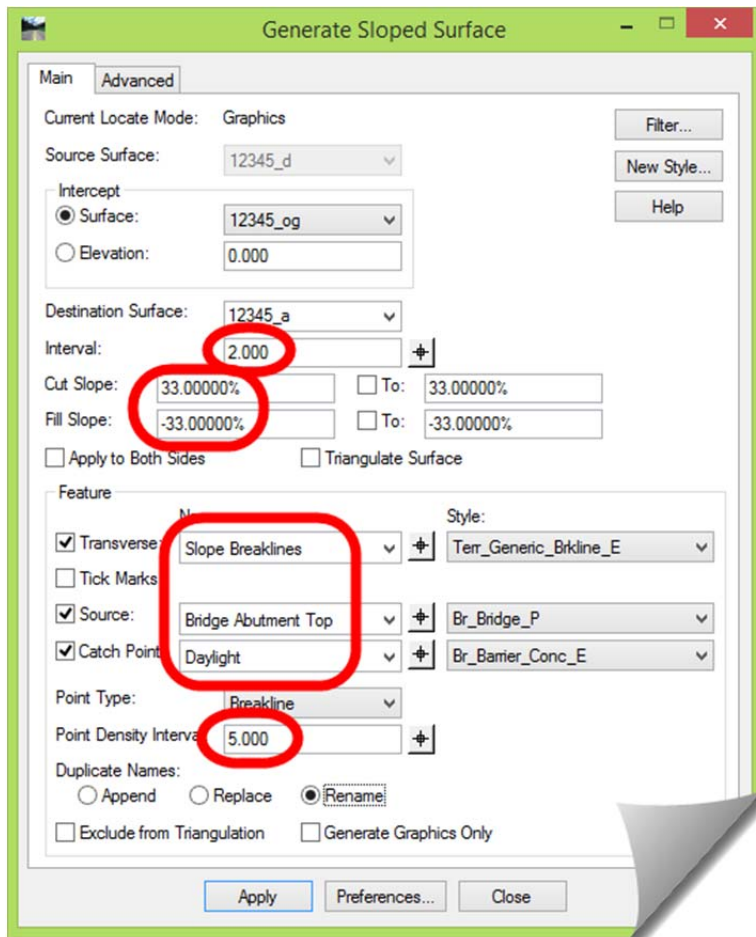 Generate Sloped Surface
Main Advanced
Current Locate Mode: Graphics Filter...
Source Surface: 12345_d New Style...
Intercept Help
Surface: 12345_og
Elevation: 0.000
Destination Surface: 12345_a
Interval: 2.000
Cut Slope: 33.00000% To: 33.00000%
Fill Slope: -33.00000% To: -33.00000%
Apply to Both Sides Triangulate Surface
Feature
Style:
Transverse: Slope Breaklines Terr_Generic_Brkline_E
Tick Marks
Source: Bridge Abutment Top Br_Bridge_P
Catch Point Daylight Br_Barrier_Conc_E
Point Type: Breakline
Point Density Interva 5.000
Duplicate Names:
Append Replace Rename
Exclude from Triangulation Generate Graphics Only
Apply Preferences... Close